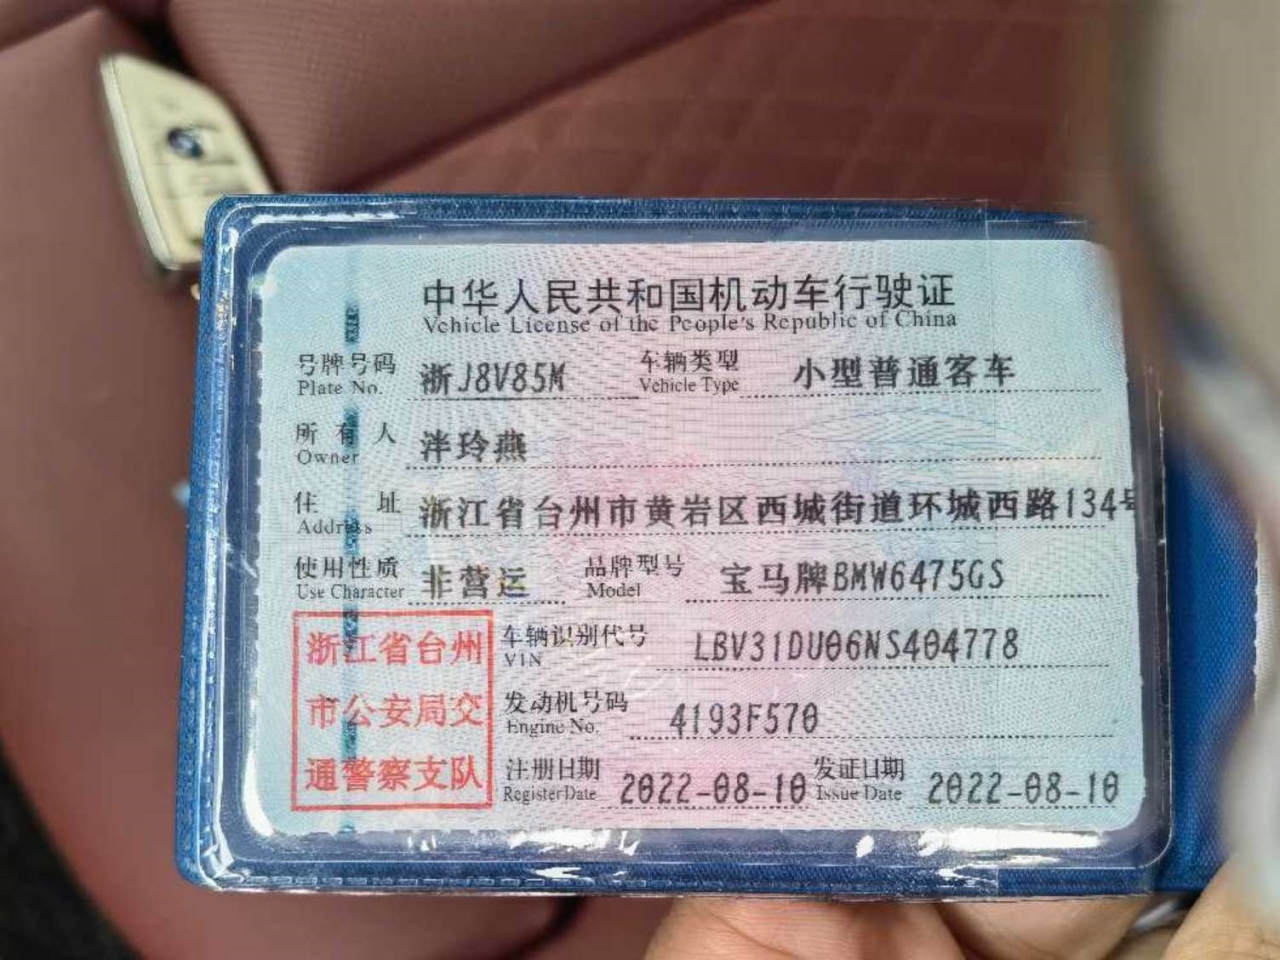 中华人民共和国机动车行驶证
Vehicle License of the People's Republic of China
号牌号码 浙J8V85M 车辆类型 小型普通客车
Plate No. Vehicle Type
所有人 泮玲燕
Owner
住址 浙江省台州市黄岩区西城街道环城西路134号
Address
使用性质 非营运 品牌型号 宝马牌BMW6475GS
Use Character Model
浙江省台州
市公安局交
通警察支队
车辆识别代号 LBV31DU06NS404778
VIN
发动机号码 4193F570
Engine No.
注册日期 2022-08-10 发证日期 2022-08-10
Register Date Issue Date